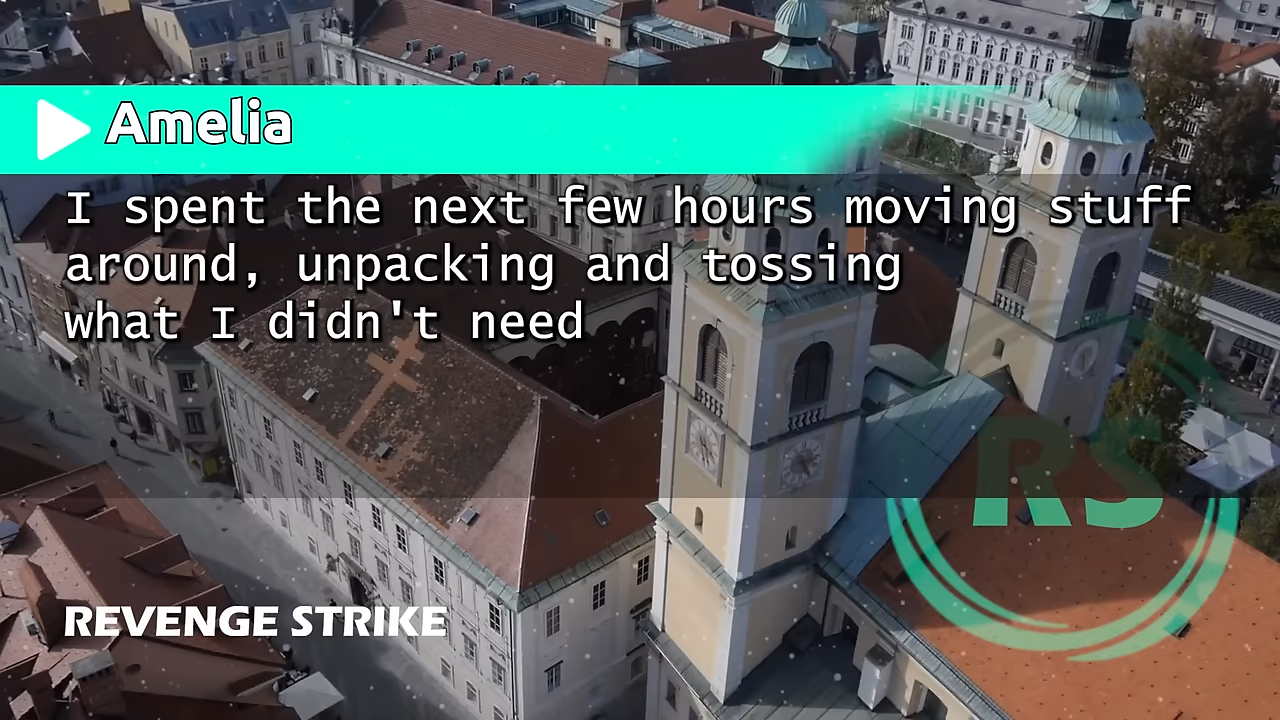 Amelia
I spent the next few hours moving stuff
around, unpacking and tossing
what I didn't need
RS
REVENGE STRIKE